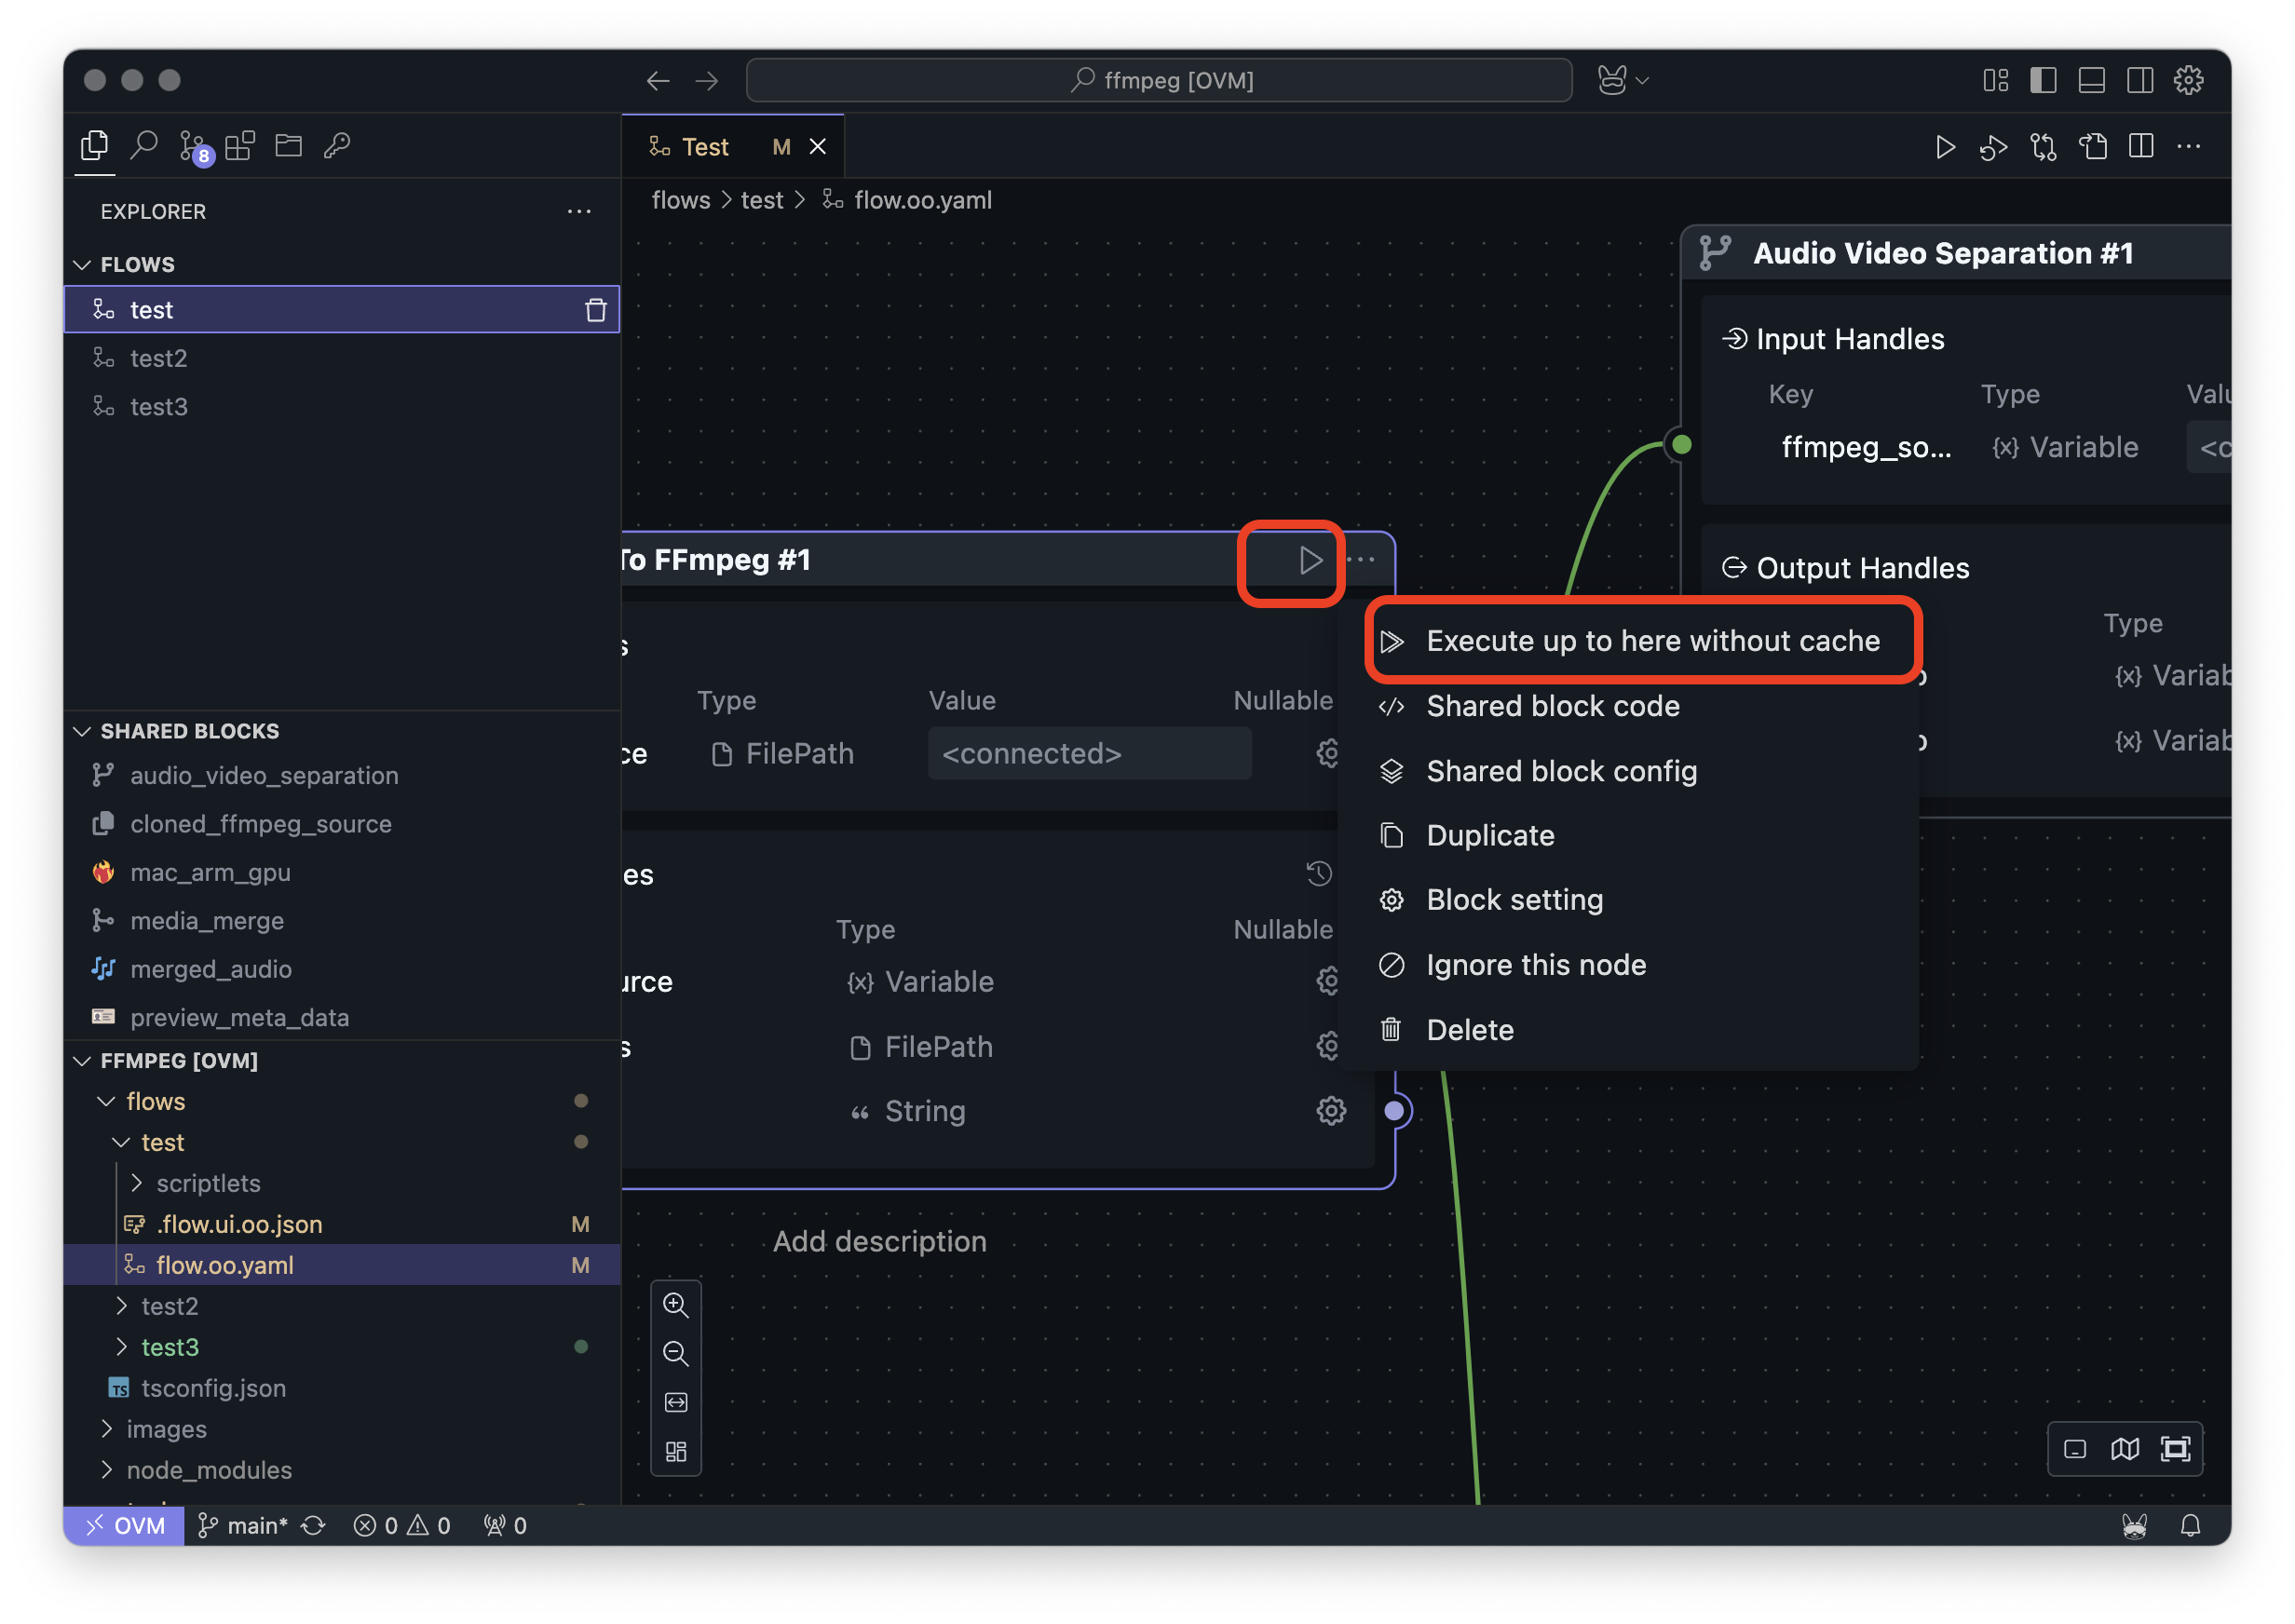 ffmpeg [OVM]
8
Test M
EXPLORER
FLOWS
test
test2
test3
SHARED BLOCKS
audio_video_separation
cloned_ffmpeg_source
mac_arm_gpu
media_merge
merged_audio
preview_meta_data
FFMPEG [OVM]
flows
test
scriptlets
.flow.ui.oo.json M
flow.oo.yaml M
test2
test3
TS tsconfig.json
images
node_modules
flows > test > flow.oo.yaml
To FFmpeg #1
Type Value Nullable
ce FilePath <connected>
es
Type Nullable
urce {x} Variable
s FilePath
String
Add description
Audio Video Separation #1
Input Handles
Key Type Valu
ffmpeg_so... {x} Variable <c
Output Handles
Type
{x} Variab
{x} Variab
Execute up to here without cache
</> Shared block code
Shared block config
Duplicate
Block setting
Ignore this node
Delete
OVM main* 0 0 0